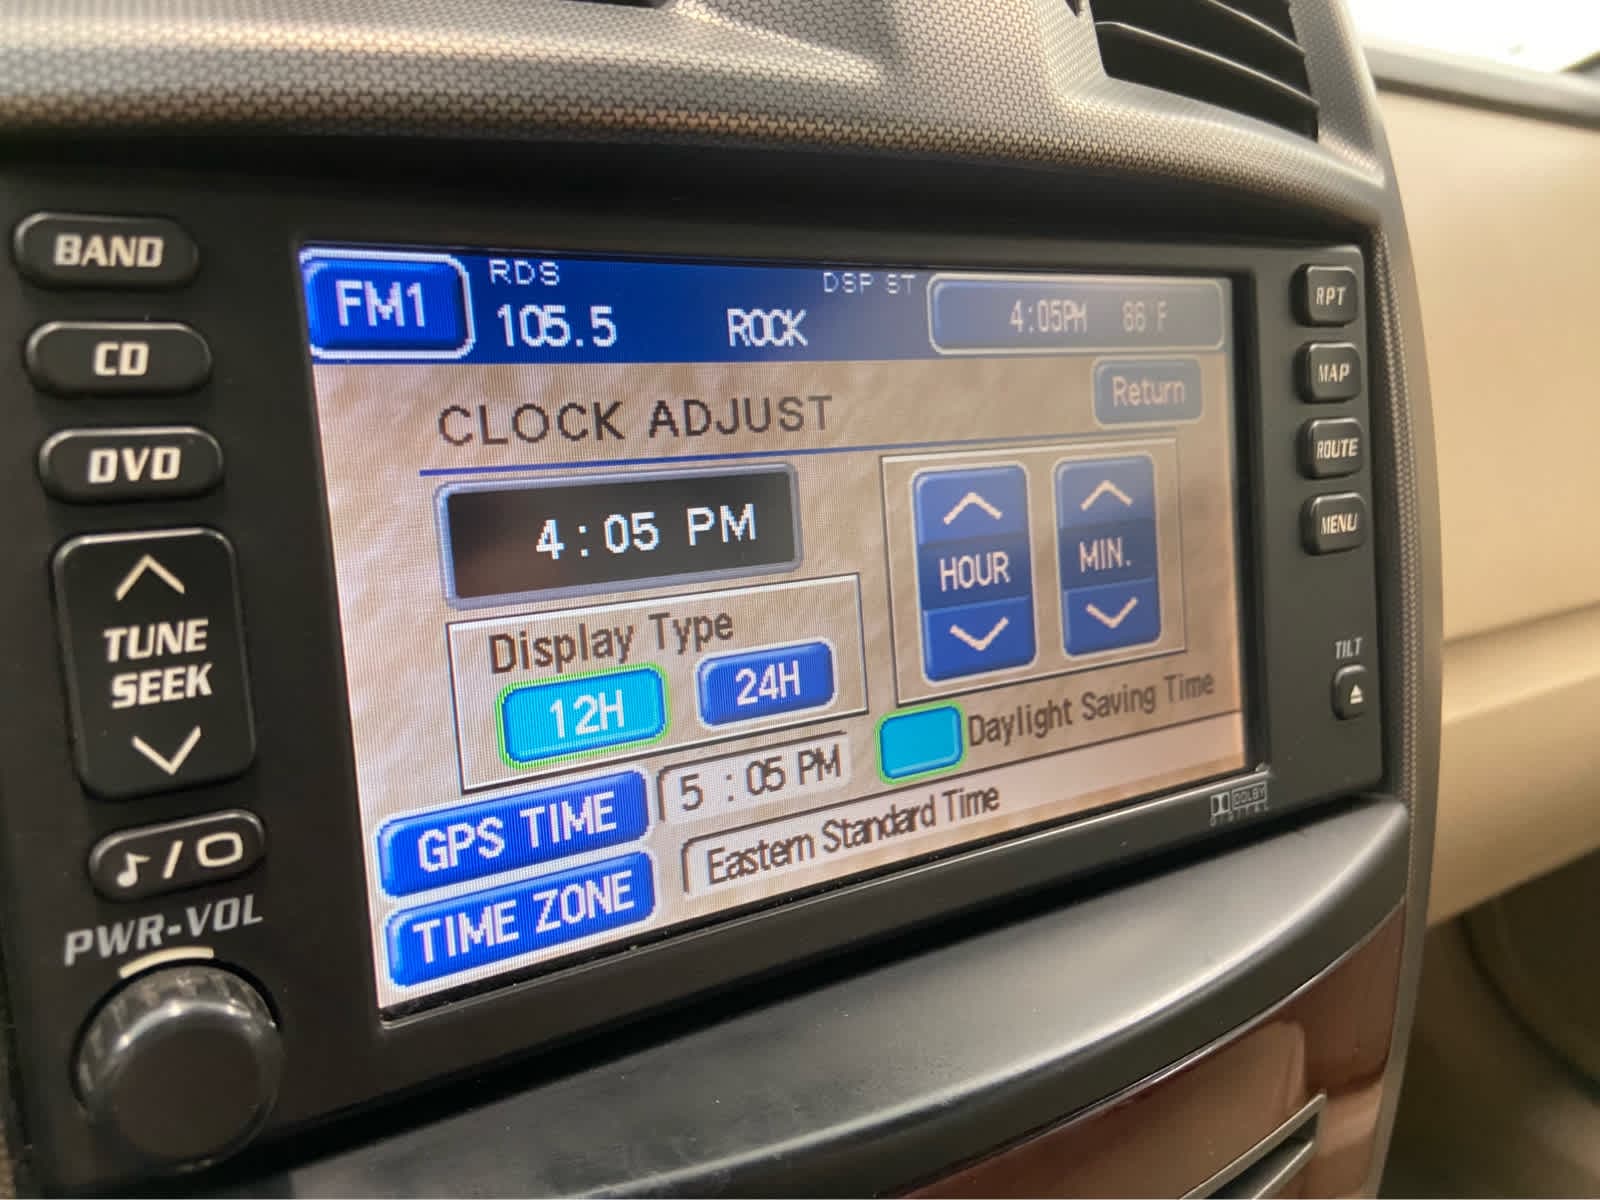 BAND
CD
DVD
TUNE
SEEK
PWR-VOL
FM1
RDS
105.5
ROCK
DSP ST
4:05PM 86°F
Return
CLOCK ADJUST
4:05 PM
HOUR
MIN.
Display Type
12H
24H
Daylight Saving Time
GPS TIME
5 :05 PM
TIME ZONE
Eastern Standard Time
RPT
MAP
ROUTE
MENU
TILT
DOLBY
DIGITAL